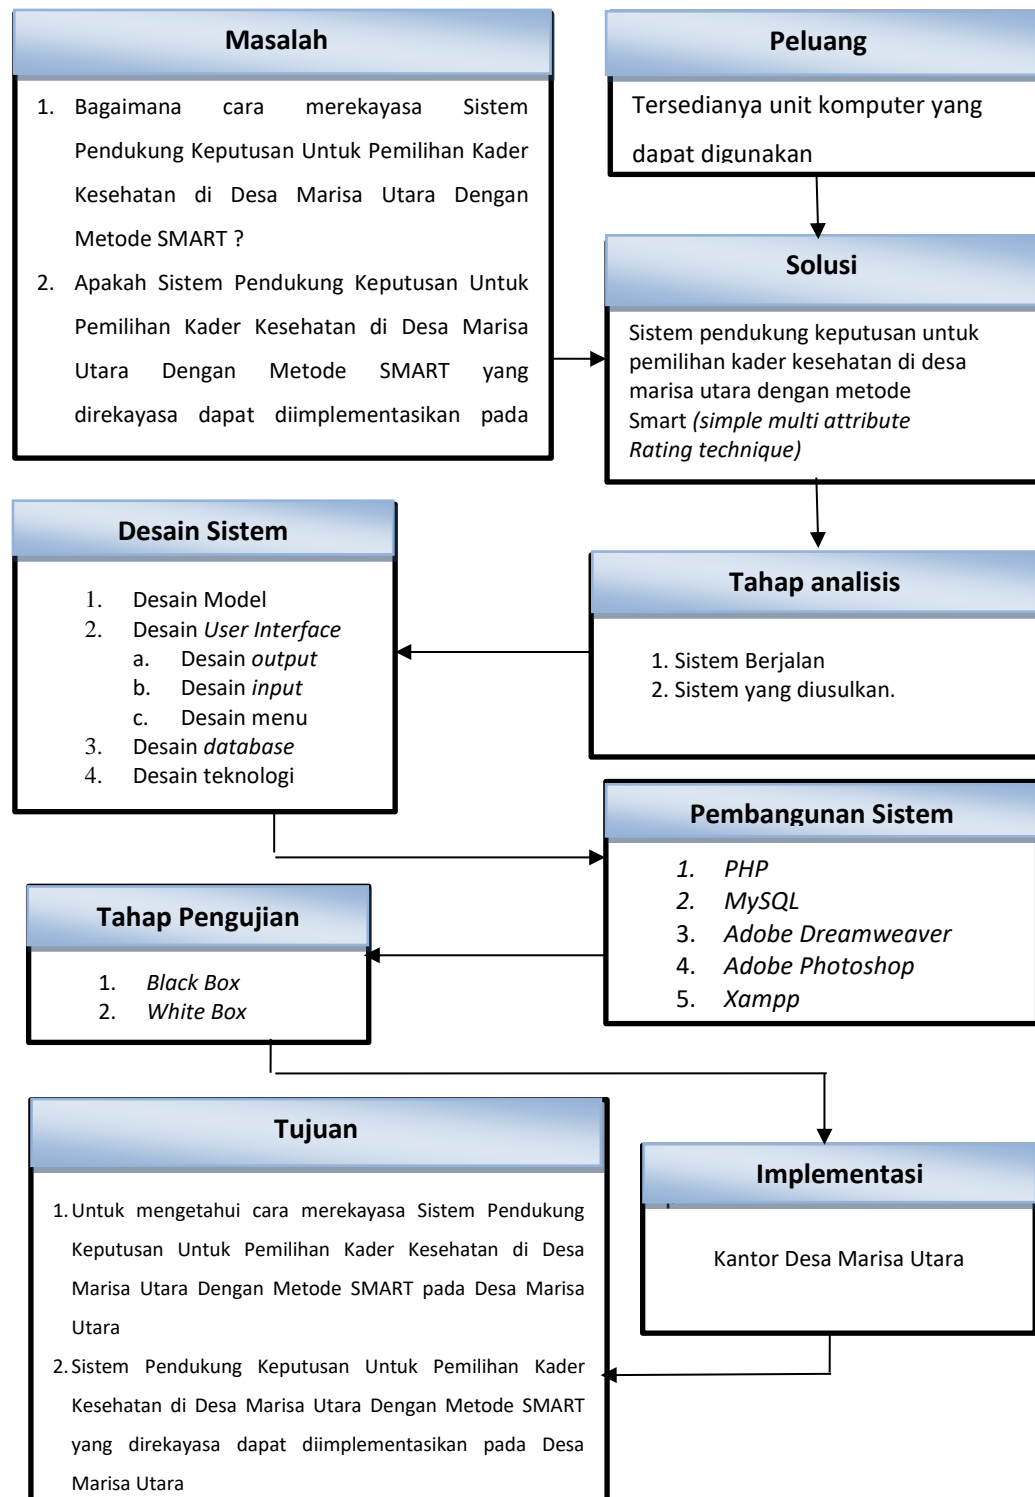 Masalah
1. Bagaimana cara merekayasa Sistem
Pendukung Keputusan Untuk Pemilihan Kader
Kesehatan di Desa Marisa Utara Dengan
Metode SMART ?
2. Apakah Sistem Pendukung Keputusan Untuk
Pemilihan Kader Kesehatan di Desa Marisa
Utara Dengan Metode SMART yang
direkayasa dapat diimplementasikan pada
Peluang
Tersedianya unit komputer yang
dapat digunakan
Solusi
Sistem pendukung keputusan untuk
pemilihan kader kesehatan di desa
marisa utara dengan metode
Smart (simple multi attribute
Rating technique)
Tahap analisis
1. Sistem Berjalan
2. Sistem yang diusulkan.
Desain Sistem
1. Desain Model
2. Desain User Interface
a. Desain output
b. Desain input
c. Desain menu
3. Desain database
4. Desain teknologi
Pembangunan Sistem
1. PHP
2. MySQL
3. Adobe Dreamweaver
4. Adobe Photoshop
5. Xampp
Tahap Pengujian
1. Black Box
2. White Box
Implementasi
Kantor Desa Marisa Utara
Tujuan
1. Untuk mengetahui cara merekayasa Sistem Pendukung
Keputusan Untuk Pemilihan Kader Kesehatan di Desa
Marisa Utara Dengan Metode SMART pada Desa Marisa
Utara
2. Sistem Pendukung Keputusan Untuk Pemilihan Kader
Kesehatan di Desa Marisa Utara Dengan Metode SMART
yang direkayasa dapat diimplementasikan pada Desa
Marisa Utara